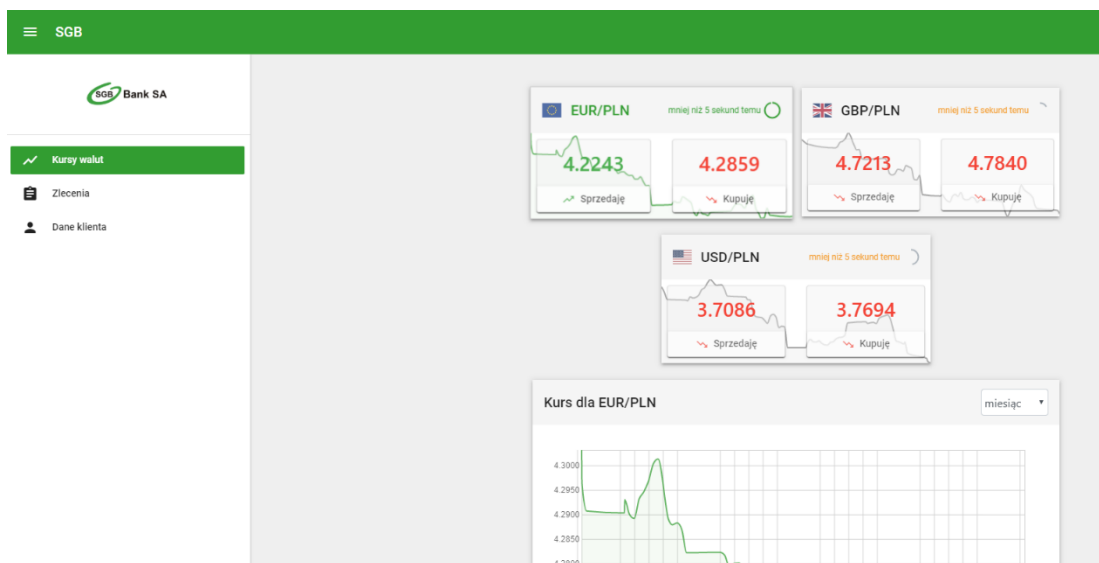 SGB
SGB Bank SA
Kursy walut
Zlecenia
Dane klienta
EUR/PLN mniej niż 5 sekund temu
4.2243 4.2859
Sprzedaję Kupuję
GBP/PLN mniej niż 5 sekund temu
4.7213 4.7840
Sprzedaję Kupuję
USD/PLN mniej niż 5 sekund temu
3.7086 3.7694
Sprzedaję Kupuję
Kurs dla EUR/PLN miesiąc
4.3000
4.2950
4.2900
4.2850